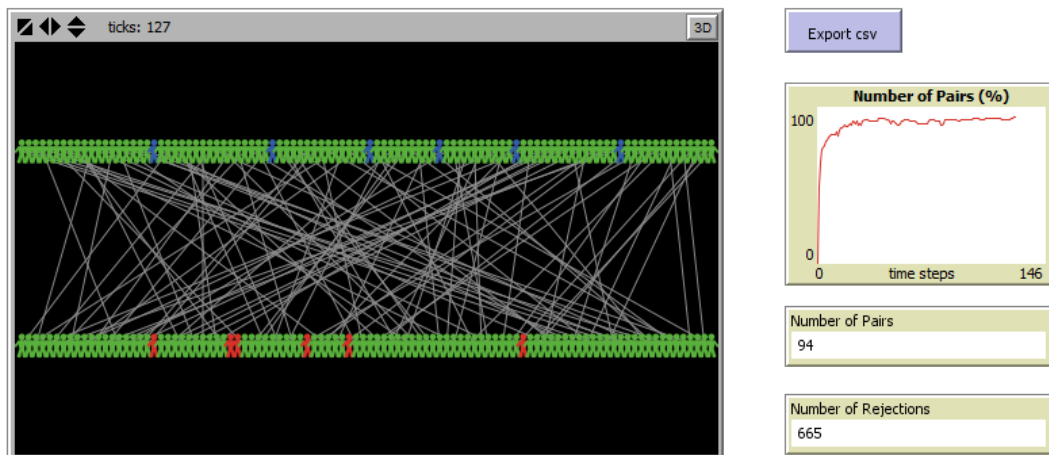 ticks: 127
3D
Export csv
Number of Pairs (%)
100
0
0 time steps 146
Number of Pairs
94
Number of Rejections
665